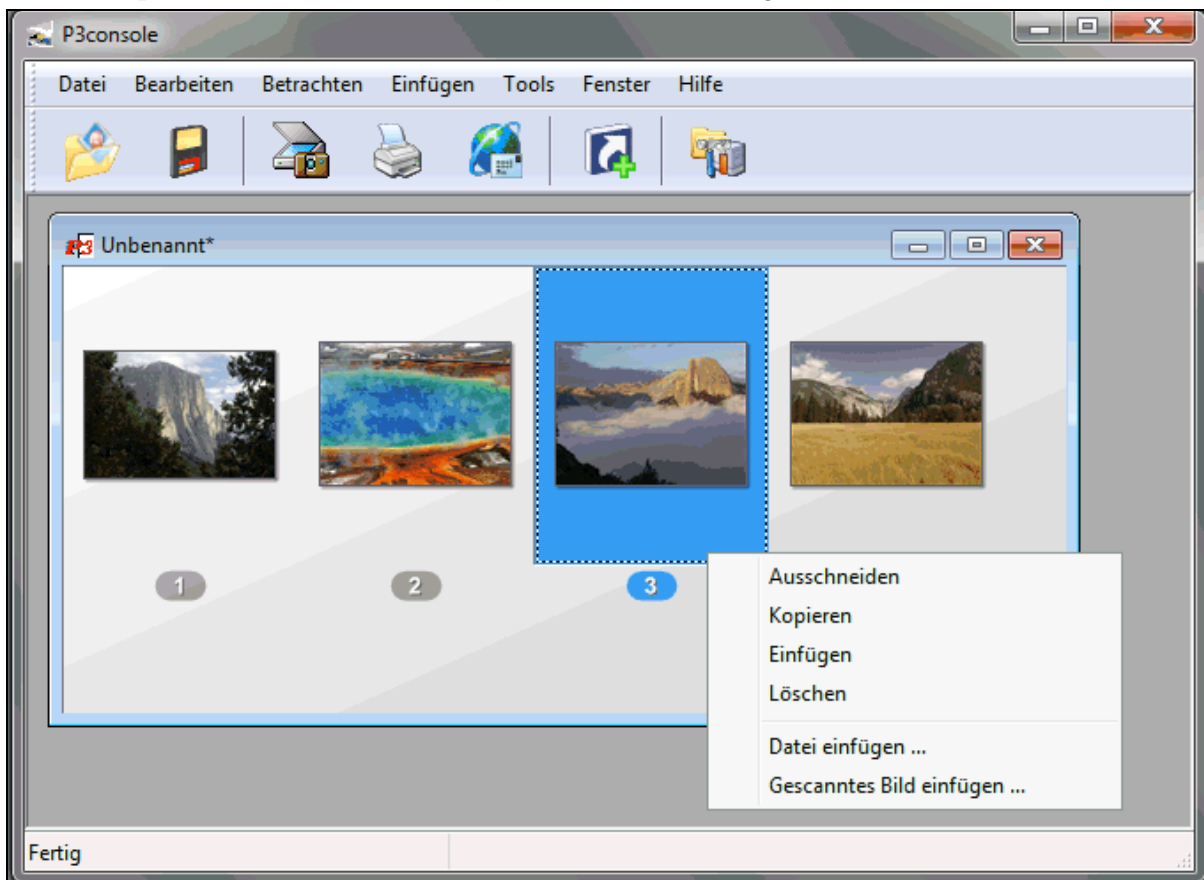 P3console
Datei Bearbeiten Betrachten Einfügen Tools Fenster Hilfe
P3 Unbenannt*
1 2 3
Ausschneiden
Kopieren
Einfügen
Löschen
Datei einfügen ...
Gescanntes Bild einfügen ...
Fertig